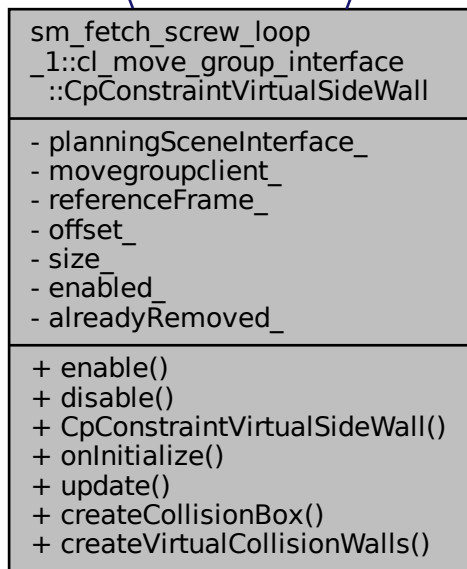 sm_fetch_screw_loop
_1::cl_move_group_interface
::CpConstraintVirtualSideWall
- planningSceneInterface_
- movegroupclient_
- referenceFrame_
- offset_
- size_
- enabled_
- alreadyRemoved_
+ enable()
+ disable()
+ CpConstraintVirtualSideWall()
+ onInitialize()
+ update()
+ createCollisionBox()
+ createVirtualCollisionWalls()